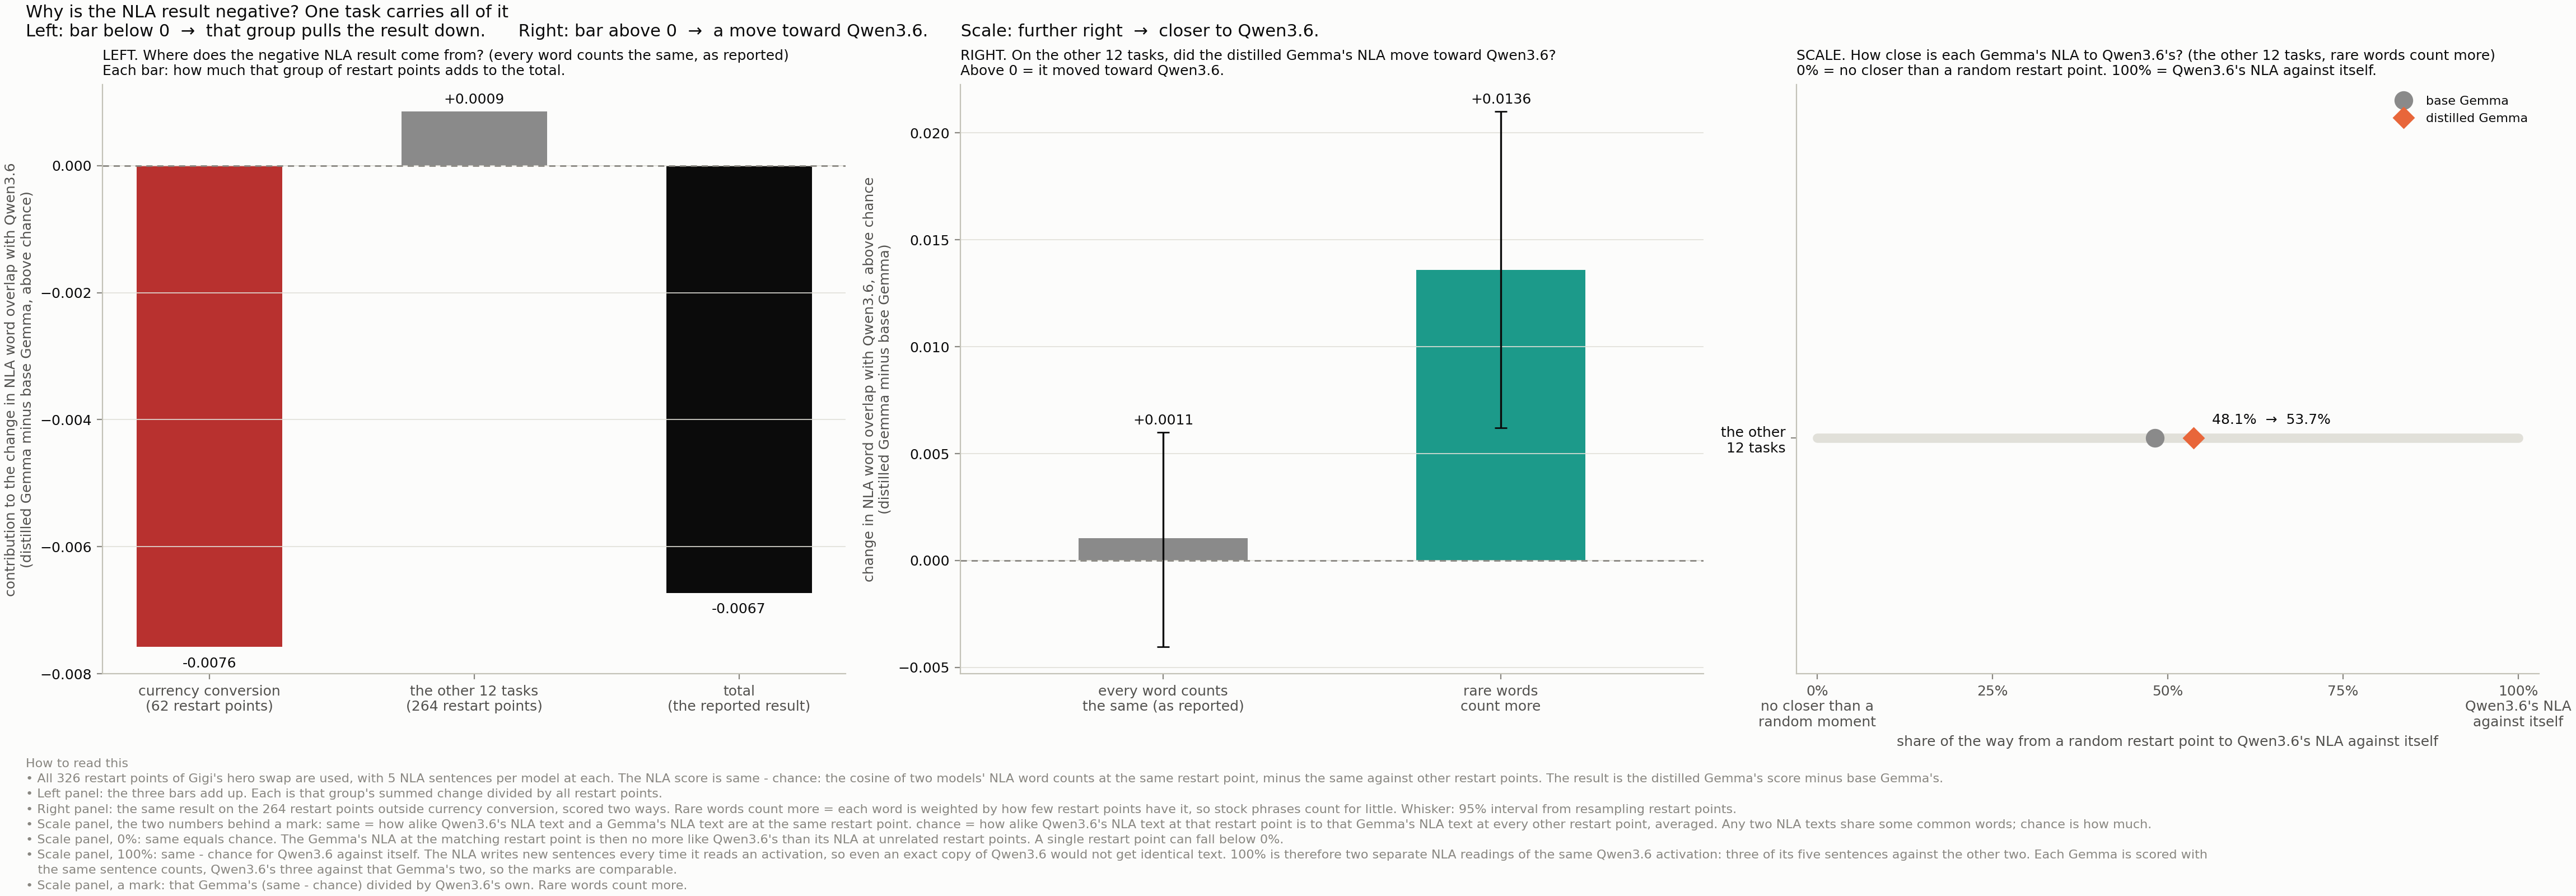 Why is the NLA result negative? One task carries all of it
Left: bar below 0 → that group pulls the result down. Right: bar above 0 → a move toward Qwen3.6. Scale: further right → closer to Qwen3.6.
LEFT. Where does the negative NLA result come from? (every word counts the same, as reported)
Each bar: how much that group of restart points adds to the total.
contribution to the change in NLA word overlap with Qwen3.6
(distilled Gemma minus base Gemma, above chance)
0.000
−0.002
−0.004
−0.006
−0.008
+0.0009
-0.0076
-0.0067
currency conversion
(62 restart points)
the other 12 tasks
(264 restart points)
total
(the reported result)
RIGHT. On the other 12 tasks, did the distilled Gemma's NLA move toward Qwen3.6?
Above 0 = it moved toward Qwen3.6.
change in NLA word overlap with Qwen3.6, above chance
(distilled Gemma minus base Gemma)
0.020
0.015
0.010
0.005
0.000
−0.005
+0.0011
+0.0136
every word counts
the same (as reported)
rare words
count more
SCALE. How close is each Gemma's NLA to Qwen3.6's? (the other 12 tasks, rare words count more)
0% = no closer than a random restart point. 100% = Qwen3.6's NLA against itself.
base Gemma
distilled Gemma
48.1% → 53.7%
the other
12 tasks
0%
no closer than a
random moment
25%
50%
75%
100%
Qwen3.6's NLA
against itself
share of the way from a random restart point to Qwen3.6's NLA against itself
How to read this
• All 326 restart points of Gigi's hero swap are used, with 5 NLA sentences per model at each. The NLA score is same - chance: the cosine of two models' NLA word counts at the same restart point, minus the same against other restart points. The result is the distilled Gemma's score minus base Gemma's.
• Left panel: the three bars add up. Each is that group's summed change divided by all restart points.
• Right panel: the same result on the 264 restart points outside currency conversion, scored two ways. Rare words count more = each word is weighted by how few restart points have it, so stock phrases count for little. Whisker: 95% interval from resampling restart points.
• Scale panel, the two numbers behind a mark: same = how alike Qwen3.6's NLA text and a Gemma's NLA text are at the same restart point. chance = how alike Qwen3.6's NLA text at that restart point is to that Gemma's NLA text at every other restart point, averaged. Any two NLA texts share some common words; chance is how much.
• Scale panel, 0%: same equals chance. The Gemma's NLA at the matching restart point is then no more like Qwen3.6's than its NLA at unrelated restart points. A single restart point can fall below 0%.
• Scale panel, 100%: same - chance for Qwen3.6 against itself. The NLA writes new sentences every time it reads an activation, so even an exact copy of Qwen3.6 would not get identical text. 100% is therefore two separate NLA readings of the same Qwen3.6 activation: three of its five sentences against the other two. Each Gemma is scored with
the same sentence counts, Qwen3.6's three against that Gemma's two, so the marks are comparable.
• Scale panel, a mark: that Gemma's (same - chance) divided by Qwen3.6's own. Rare words count more.